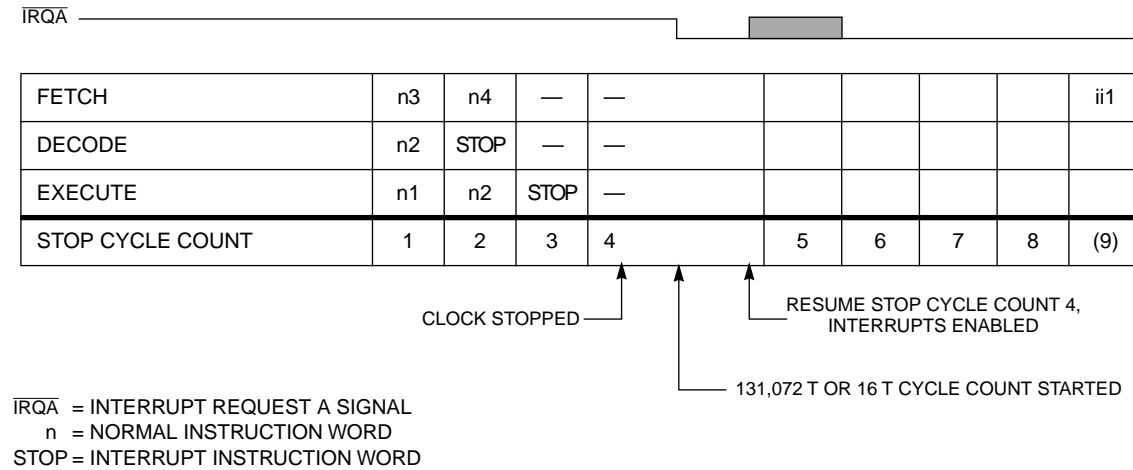 IRQA
FETCH n3 n4 — — ii1
DECODE n2 STOP — —
EXECUTE n1 n2 STOP —
STOP CYCLE COUNT 1 2 3 4 5 6 7 8 (9)
CLOCK STOPPED
RESUME STOP CYCLE COUNT 4,
INTERRUPTS ENABLED
131,072 T OR 16 T CYCLE COUNT STARTED
IRQA = INTERRUPT REQUEST A SIGNAL
n = NORMAL INSTRUCTION WORD
STOP = INTERRUPT INSTRUCTION WORD